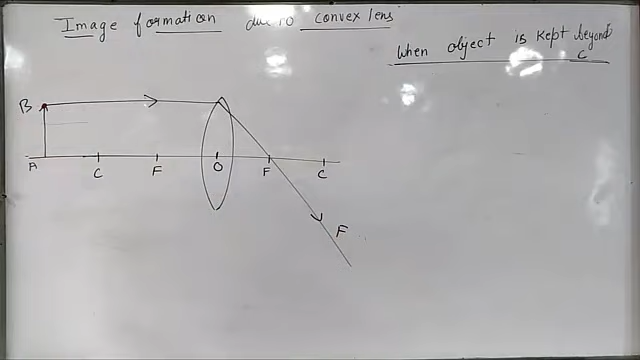 Image formation due to convex lens
When object is kept beyond
C
B
A
C
F
O
F
C
F